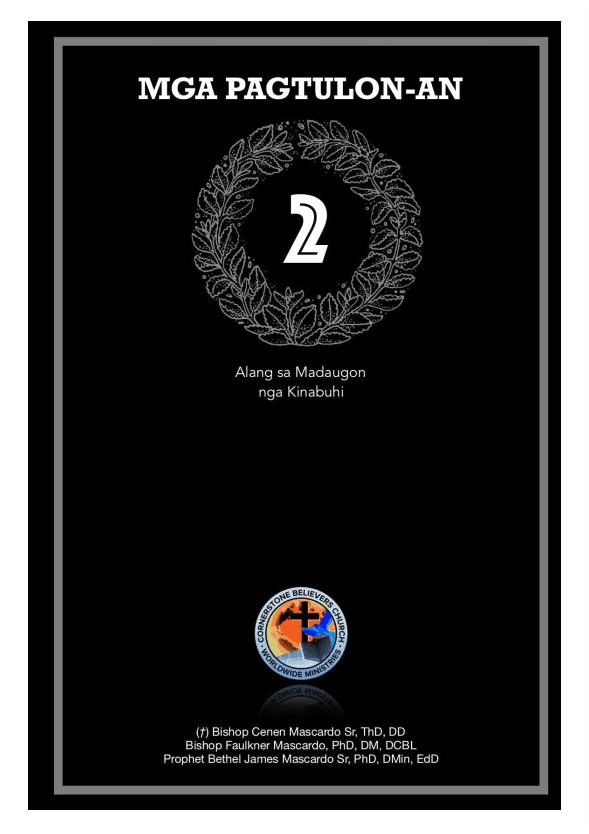 MGA PAGTULON-AN
2
Alang sa Madaugon
nga Kinabuhi
CORNERSTONE BELIEVERS CHURCH
• WORLDWIDE MINISTRIES •
(†) Bishop Cenen Mascardo Sr, ThD, DD
Bishop Faulkner Mascardo, PhD, DM, DCBL
Prophet Bethel James Mascardo Sr, PhD, DMin, EdD